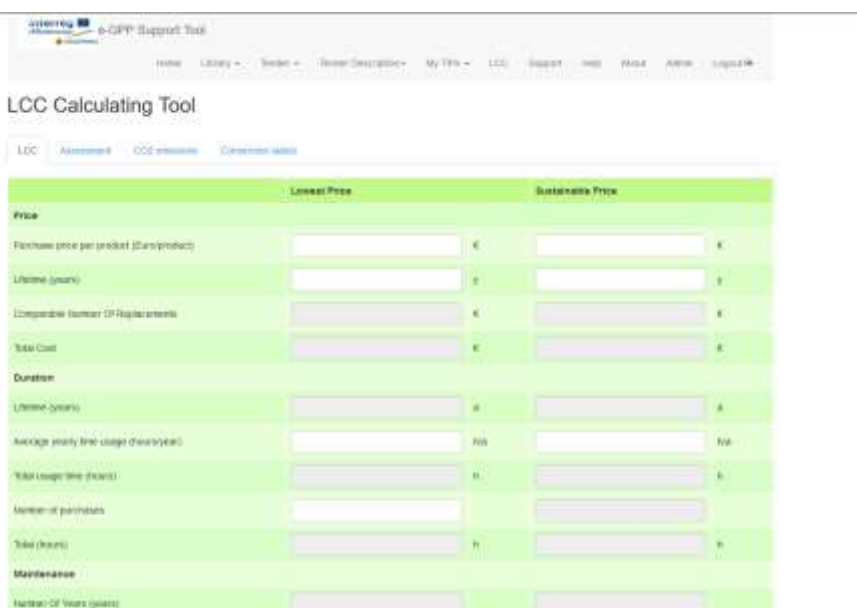 Interreg e-GPP Support Tool
Home Library Tender Tender Description My TPs LCC Support Help About Admin Logout
LCC Calculating Tool
LCC Assessment CO2 emissions Conversion tables
Lowest Price Sustainable Price
Price
Purchase price per product (Euro/product) € €
Lifetime (years) y y
Comparable Number Of Replacements € €
Total Cost € €
Duration
Lifetime (years) a a
Average yearly time usage (hours/year) h/a h/a
Total usage time (hours) h h
Number of purchases
Total (hours) h h
Maintenance
Number Of Years (years)